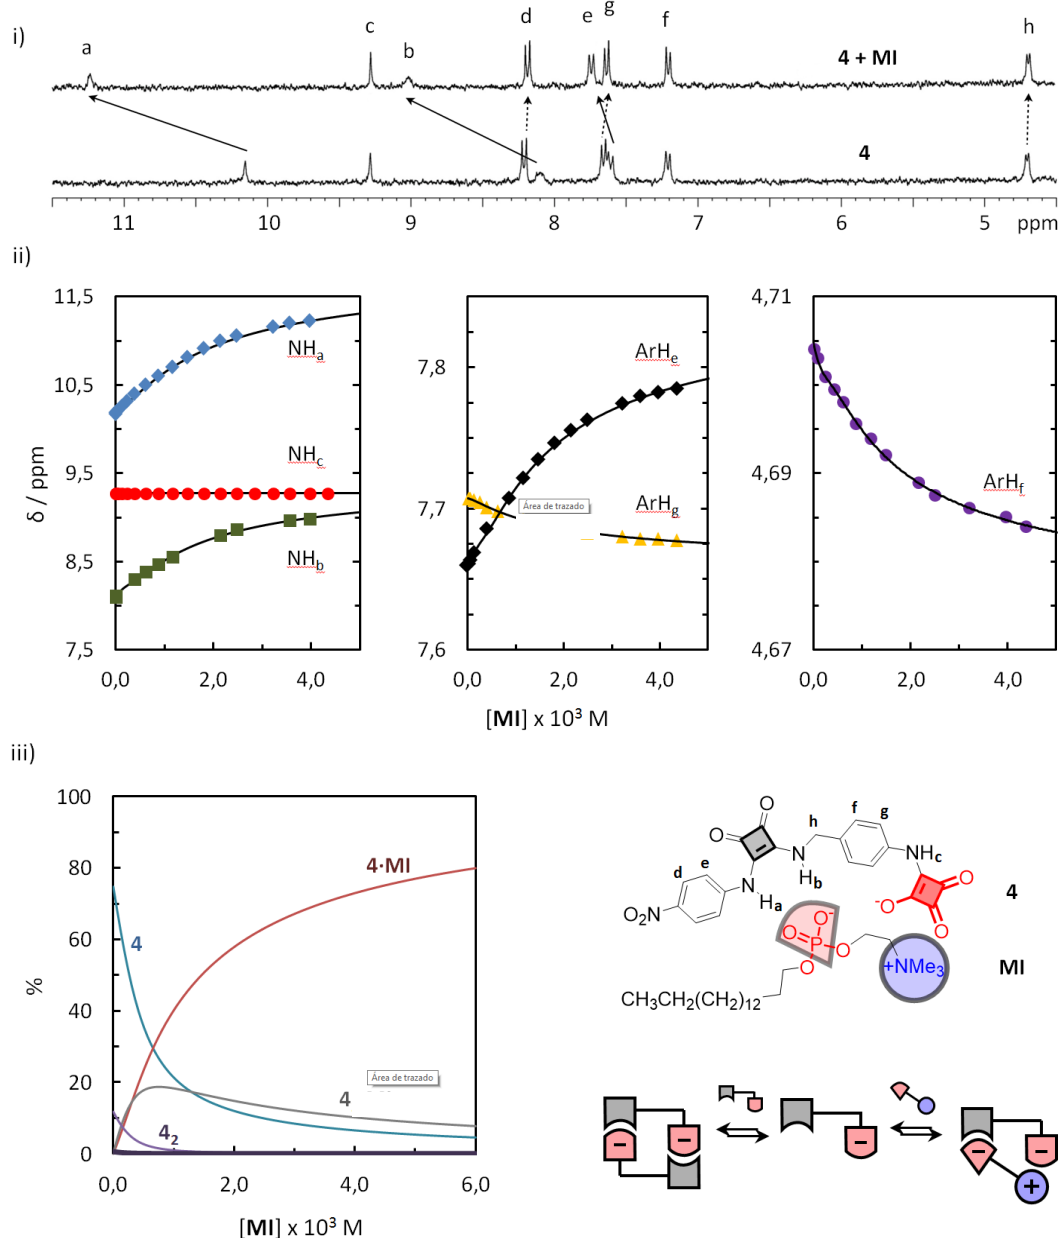 i)
a
c
b
d
e
g
f
h
4 + MI
4
11
10
9
8
7
6
5
ppm
ii)
11,5
10,5
9,5
8,5
7,5
δ / ppm
NHa
NHc
NHb
0,0
2,0
4,0
7,8
7,7
7,6
ArHe
Área de trazado
ArHg
0,0
2,0
4,0
4,71
4,69
4,67
ArHf
0,0
2,0
4,0
[MI] x 10³ M
iii)
100
80
60
40
20
0
%
4·MI
4
Área de trazado
4
4₂
0,0
2,0
4,0
6,0
[MI] x 10³ M
O
O
h
f
g
N
H
b
NH
c
d
e
N
H
a
O₂N
⁻O
O
O
4
O⁻
O
P
O
O
+NMe₃
MI
CH3CH2(CH2)12
−
−
−
−
−
+